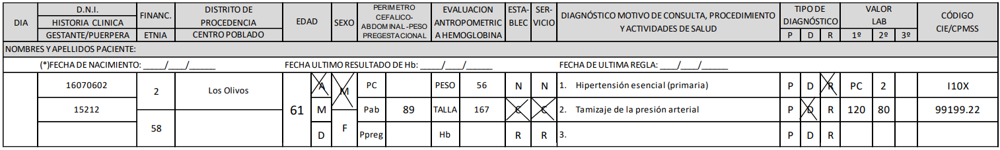 DIA D.N.I. FINANC. DISTRITO DE PROCEDENCIA EDAD SEXO PERIMETRO CEFALICO-ABDOMINAL-PESO PREGESTACIONAL EVALUACION ANTROPOMETRIC A HEMOGLOBINA ESTA-BLEC SER-VICIO DIAGNÓSTICO MOTIVO DE CONSULTA, PROCEDIMIENTO Y ACTIVIDADES DE SALUD TIPO DE DIAGNÓSTICO VALOR LAB CÓDIGO CIE/CPMSS
HISTORIA CLINICA
GESTANTE/PUERPERA ETNIA CENTRO POBLADO P D R 1º 2º 3º
NOMBRES Y APELLIDOS PACIENTE:
(*)FECHA DE NACIMIENTO: _____/____/______ FECHA ULTIMO RESULTADO DE Hb: _____/____/______ FECHA DE ULTIMA REGLA: ____/____/______
16070602 2 Los Olivos 61 A M PC PESO 56 N N 1. Hipertensión esencial (primaria) P D R PC 2 I10X
15212 M Pab 89 TALLA 167 C C 2. Tamizaje de la presión arterial P D R 120 80 99199.22
58 D F Ppreg Hb R R 3. P D R